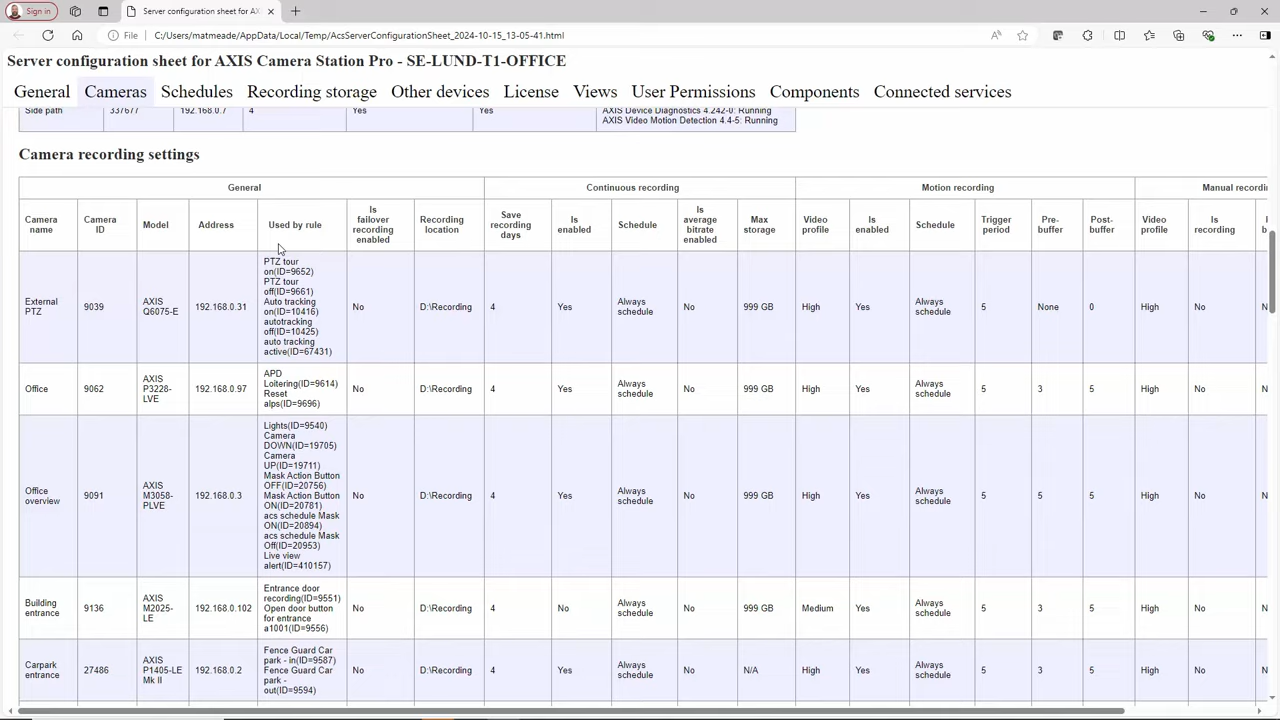 Sign in
Server configuration sheet for AX
File
C:/Users/matmeade/AppData/Local/Temp/AcsServerConfigurationSheet_2024-10-15_13-05-41.html
Server configuration sheet for AXIS Camera Station Pro - SE-LUND-T1-OFFICE
General Cameras Schedules Recording storage Other devices License Views User Permissions Components Connected services
Side path 337677 192.168.0.7 4 Yes Yes AXIS Device Diagnostics 4.242-0: Running
AXIS Video Motion Detection 4.4-5: Running
Camera recording settings
General Continuous recording Motion recording Manual recordin
Camera name
Camera ID
Model
Address
Used by rule
Is failover recording enabled
Recording location
Save recording days
Is enabled
Schedule
Is average bitrate enabled
Max storage
Video profile
Is enabled
Schedule
Trigger period
Pre-buffer
Post-buffer
Video profile
Is recording
External PTZ
9039
AXIS Q6075-E
192.168.0.31
PTZ tour
on(ID=9652)
PTZ tour
off(ID=9661)
Auto tracking
on(ID=10416)
autotracking
off(ID=10425)
auto tracking
active(ID=67431)
No
D:\Recording
4
Yes
Always schedule
No
999 GB
High
Yes
Always schedule
5
None
0
High
No
N
Office
9062
AXIS P3228-LVE
192.168.0.97
APD
Loitering(ID=9614)
Reset
alps(ID=9696)
No
D:\Recording
4
Yes
Always schedule
No
999 GB
High
Yes
Always schedule
5
3
5
High
No
N
Office overview
9091
AXIS M3058-PLVE
192.168.0.3
Lights(ID=9540)
Camera
DOWN(ID=19705)
Camera
UP(ID=19711)
Mask Action Button
OFF(ID=20756)
Mask Action Button
ON(ID=20781)
acs schedule Mask
ON(ID=20894)
acs schedule Mask
Off(ID=20953)
Live view
alert(ID=410157)
No
D:\Recording
4
Yes
Always schedule
No
999 GB
High
Yes
Always schedule
5
5
5
High
No
N
Building entrance
9136
AXIS M2025-LE
192.168.0.102
Entrance door
recording(ID=9551)
Open door button
for entrance
a1001(ID=9556)
No
D:\Recording
4
No
Always schedule
No
999 GB
Medium
Yes
Always schedule
5
3
5
High
No
N
Carpark entrance
27486
AXIS P1405-LE Mk II
192.168.0.2
Fence Guard Car
park - in(ID=9587)
Fence Guard Car
park -
out(ID=9594)
No
D:\Recording
4
Yes
Always schedule
No
N/A
High
Yes
Always schedule
5
3
5
High
No
N